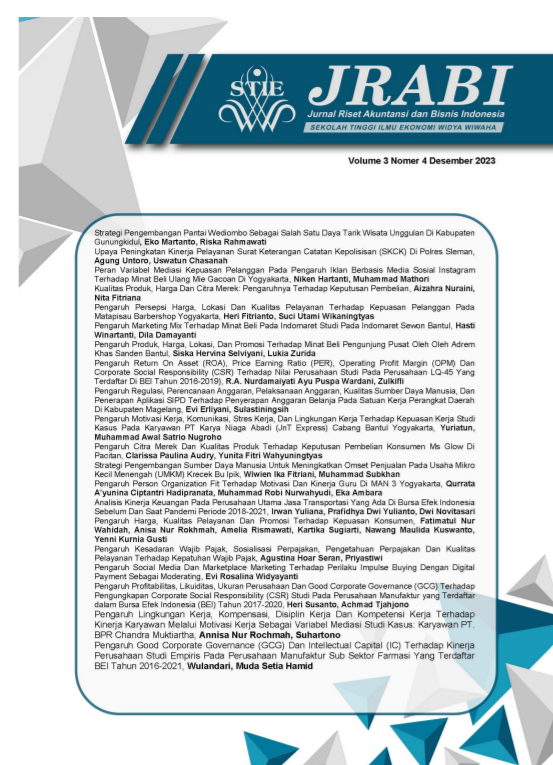 STIE
JRABI
Jurnal Riset Akuntansi dan Bisnis Indonesia
SEKOLAH TINGGI ILMU EKONOMI WIDYA WIWAHA
Volume 3 Nomer 4 Desember 2023
Strategi Pengembangan Pantai Wediombo Sebagai Salah Satu Daya Tarik Wisata Unggulan Di Kabupaten
Gunungkidul, Eko Martanto, Riska Rahmawati
Upaya Peningkatan Kinerja Pelayanan Surat Keterangan Catatan Kepolisisan (SKCK) Di Polres Sleman,
Agung Untoro, Uswatun Chasanah
Peran Variabel Mediasi Kepuasan Pelanggan Pada Pengaruh Iklan Berbasis Media Sosial Instagram
Terhadap Minat Beli Ulang Mie Gacoan Di Yogyakarta, Niken Hartanti, Muhammad Mathori
Kualitas Produk, Harga Dan Citra Merek: Pengaruhnya Terhadap Keputusan Pembelian, Aizahra Nuraini,
Nita Fitriana
Pengaruh Persepsi Harga, Lokasi Dan Kualitas Pelayanan Terhadap Kepuasan Pelanggan Pada
Matapisau Barbershop Yogyakarta, Heri Fitrianto, Suci Utami Wikaningtyas
Pengaruh Marketing Mix Terhadap Minat Beli Pada Indomaret Studi Pada Indomaret Sewon Bantul, Hasti
Winartanti, Dila Damayanti
Pengaruh Produk, Harga, Lokasi, Dan Promosi Terhadap Minat Beli Pengunjung Pusat Oleh Oleh Adrem
Khas Sanden Bantul, Siska Hervina Selviyani, Lukia Zurida
Pengaruh Return On Asset (ROA), Price Earning Ratio (PER), Operating Profit Margin (OPM) Dan
Corporate Social Responsibility (CSR) Terhadap Nilai Perusahaan Studi Pada Perusahaan LQ-45 Yang
Terdaftar Di BEI Tahun 2016-2019), R.A. Nurdamaiyati Ayu Puspa Wardani, Zulkifli
Pengaruh Regulasi, Perencanaan Anggaran, Pelaksanaan Anggaran, Kualitas Sumber Daya Manusia, Dan
Penerapan Aplikasi SIPD Terhadap Penyerapan Anggaran Belanja Pada Satuan Kerja Perangkat Daerah
Di Kabupaten Magelang, Evi Erliyani, Sulastiningsih
Pengaruh Motivasi Kerja, Komunikasi, Stres Kerja, Dan Lingkungan Kerja Terhadap Kepuasan Kerja Studi
Kasus Pada Karyawan PT Karya Niaga Abadi (JnT Express) Cabang Bantul Yogyakarta, Yuriatun,
Muhammad Awal Satrio Nugroho
Pengaruh Citra Merek Dan Kualitas Produk Terhadap Keputusan Pembelian Konsumen Ms Glow Di
Pacitan, Clarissa Paulina Audry, Yunita Fitri Wahyuningtyas
Strategi Pengembangan Sumber Daya Manusia Untuk Meningkatkan Omset Penjualan Pada Usaha Mikro
Kecil Menengah (UMKM) Krecek Bu Ipik, Wiwien Ika Fitriani, Muhammad Subkhan
Pengaruh Person Organization Fit Terhadap Motivasi Dan Kinerja Guru Di MAN 3 Yogyakarta, Qurrata
A'yunina Ciptantri Hadipranata, Muhammad Robi Nurwahyudi, Eka Ambara
Analisis Kinerja Keuangan Pada Perusahaan Utama Jasa Transportasi Yang Ada Di Bursa Efek Indonesia
Sebelum Dan Saat Pandemi Periode 2018-2021, Irwan Yuliana, Prafidhya Dwi Yulianto, Dwi Novitasari
Pengaruh Harga, Kualitas Pelayanan Dan Promosi Terhadap Kepuasan Konsumen, Fatimatul Nur
Wahidah, Anisa Nur Rokhmah, Amelia Rismawati, Kartika Sugiarti, Nawang Maulida Kuswanto,
Yenni Kurnia Gusti
Pengaruh Kesadaran Wajib Pajak, Sosialisasi Perpajakan, Pengetahuan Perpajakan Dan Kualitas
Pelayanan Terhadap Kepatuhan Wajib Pajak, Agustina Hoar Seran, Priyastiwi
Pengaruh Social Media Dan Marketplace Marketing Terhadap Perilaku Impulse Buying Dengan Digital
Payment Sebagai Moderating, Evi Rosalina Widyayanti
Pengaruh Profitabilitas, Likuiditas, Ukuran Perusahaan Dan Good Corporate Governance (GCG) Terhadap
Pengungkapan Corporate Social Responsibility (CSR) Studi Pada Perusahaan Manufaktur yang Terdaftar
dalam Bursa Efek Indonesia (BEI) Tahun 2017-2020, Heri Susanto, Achmad Tjahjono
Pengaruh Lingkungan Kerja, Kompensasi, Disiplin Kerja Dan Kompetensi Kerja Terhadap
Kinerja Karyawan Melalui Motivasi Kerja Sebagai Variabel Mediasi Studi Kasus: Karyawan PT.
BPR Chandra Muktiartha, Annisa Nur Rochmah, Suhartono
Pengaruh Good Corporate Governance (GCG) Dan Intellectual Capital (IC) Terhadap Kinerja
Perusahaan Studi Empiris Pada Perusahaan Manufaktur Sub Sektor Farmasi Yang Terdaftar
BEI Tahun 2016-2021, Wulandari, Muda Setia Hamid